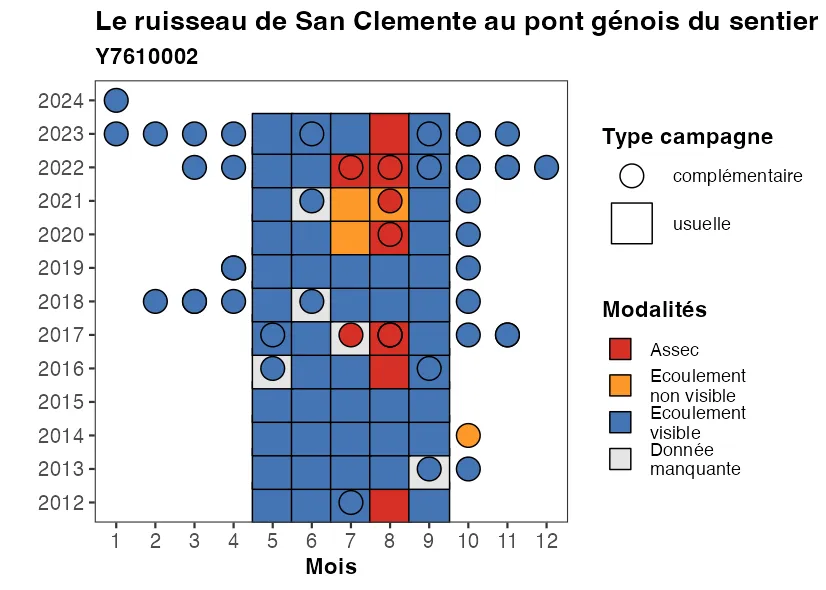 Le ruisseau de San Clemente au pont génois du sentier
Y7610002
2024
2023
2022
2021
2020
2019
2018
2017
2016
2015
2014
2013
2012
1 2 3 4 5 6 7 8 9 10 11 12
Mois
Type campagne
complémentaire
usuelle
Modalités
Assec
Ecoulement
non visible
Ecoulement
visible
Donnée
manquante